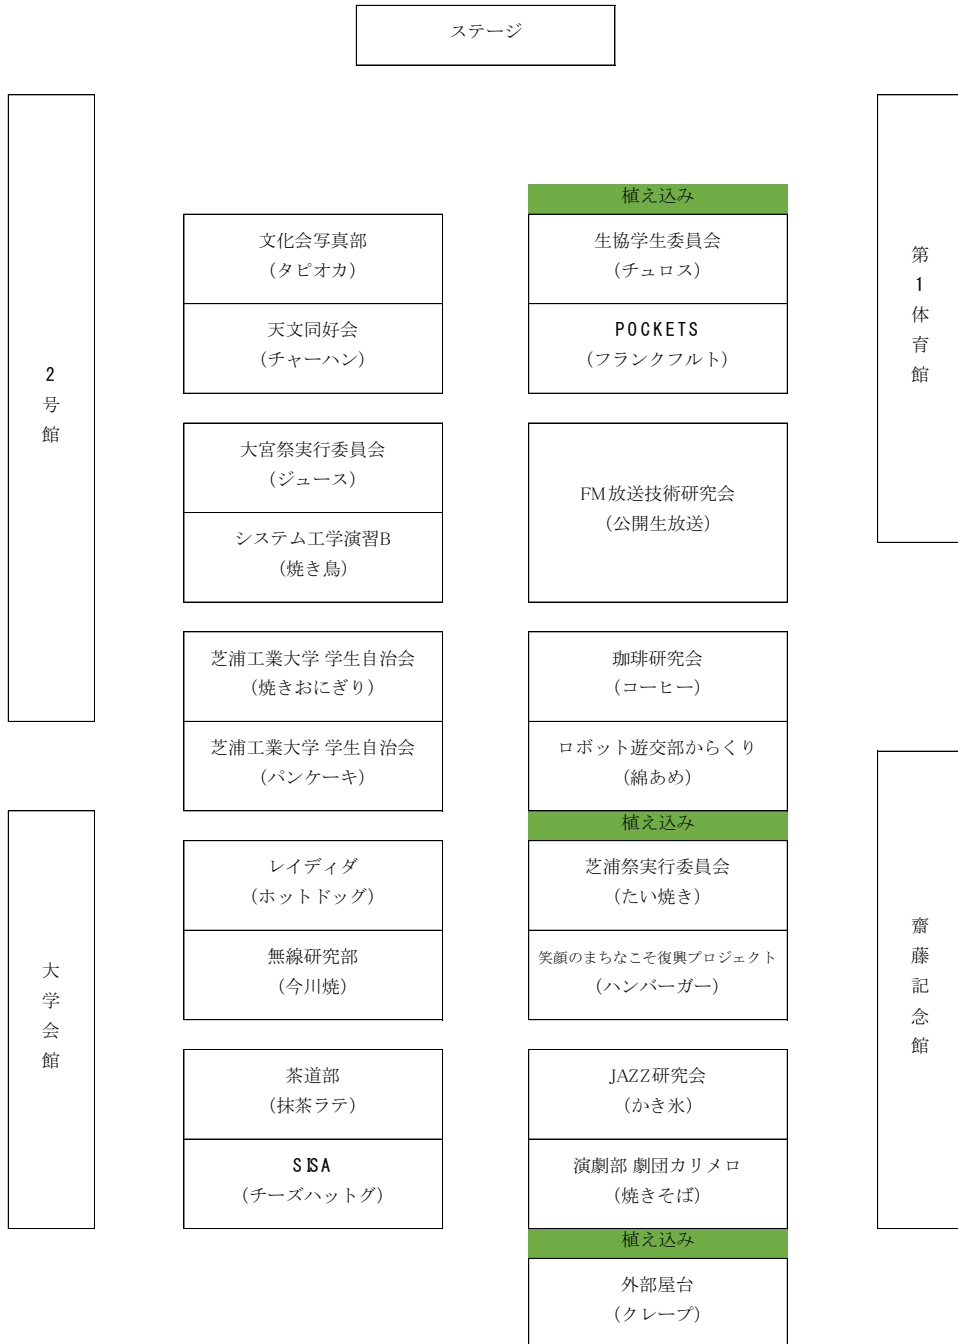 ステージ
2号館
大学会館
文化会写真部
(タピオカ)
天文同好会
(チャーハン)
大宮祭実行委員会
(ジュース)
システム工学演習B
(焼き鳥)
芝浦工業大学 学生自治会
(焼きおにぎり)
芝浦工業大学 学生自治会
(パンケーキ)
レイディダ
(ホットドッグ)
無線研究部
(今川焼)
茶道部
(抹茶ラテ)
SISA
(チーズハットグ)
植え込み
生協学生委員会
(チュロス)
POCKETS
(フランクフルト)
FM放送技術研究会
(公開生放送)
珈琲研究会
(コーヒー)
ロボット遊交部からくり
(綿あめ)
植え込み
芝浦祭実行委員会
(たい焼き)
笑顔のまちなこそ復興プロジェクト
(ハンバーガー)
JAZZ研究会
(かき氷)
演劇部 劇団カリメロ
(焼きそば)
植え込み
外部屋台
(クレープ)
第1体育館
齋藤記念館